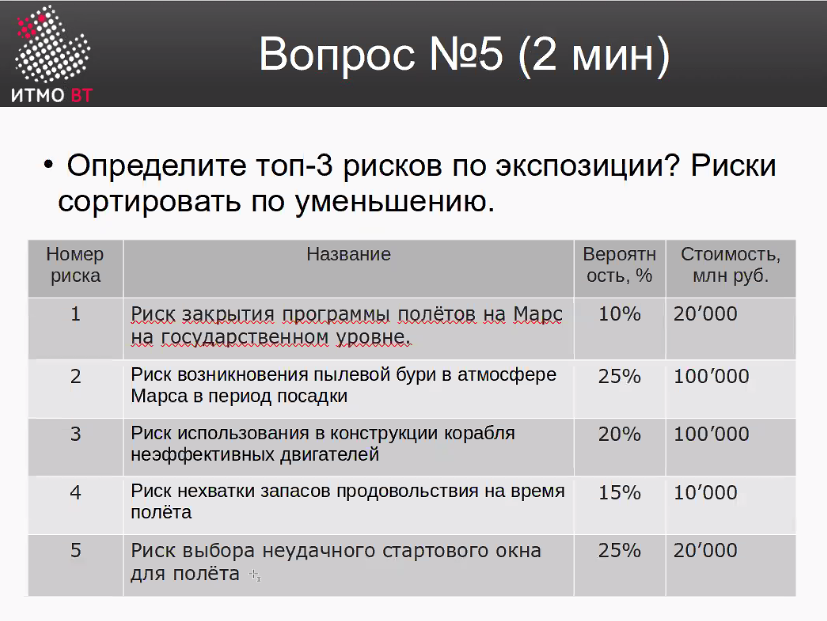 ИТМО ВТ
Вопрос №5 (2 мин)
• Определите топ-3 рисков по экспозиции? Риски
сортировать по уменьшению.
Номер
риска
Название
Вероятн
ость, %
Стоимость,
млн руб.
1
Риск закрытия программы полётов на Марс
на государственном уровне.
10%
20’000
2
Риск возникновения пылевой бури в атмосфере
Марса в период посадки
25%
100’000
3
Риск использования в конструкции корабля
неэффективных двигателей
20%
100’000
4
Риск нехватки запасов продовольствия на время
полёта
15%
10’000
5
Риск выбора неудачного стартового окна
для полёта
25%
20’000